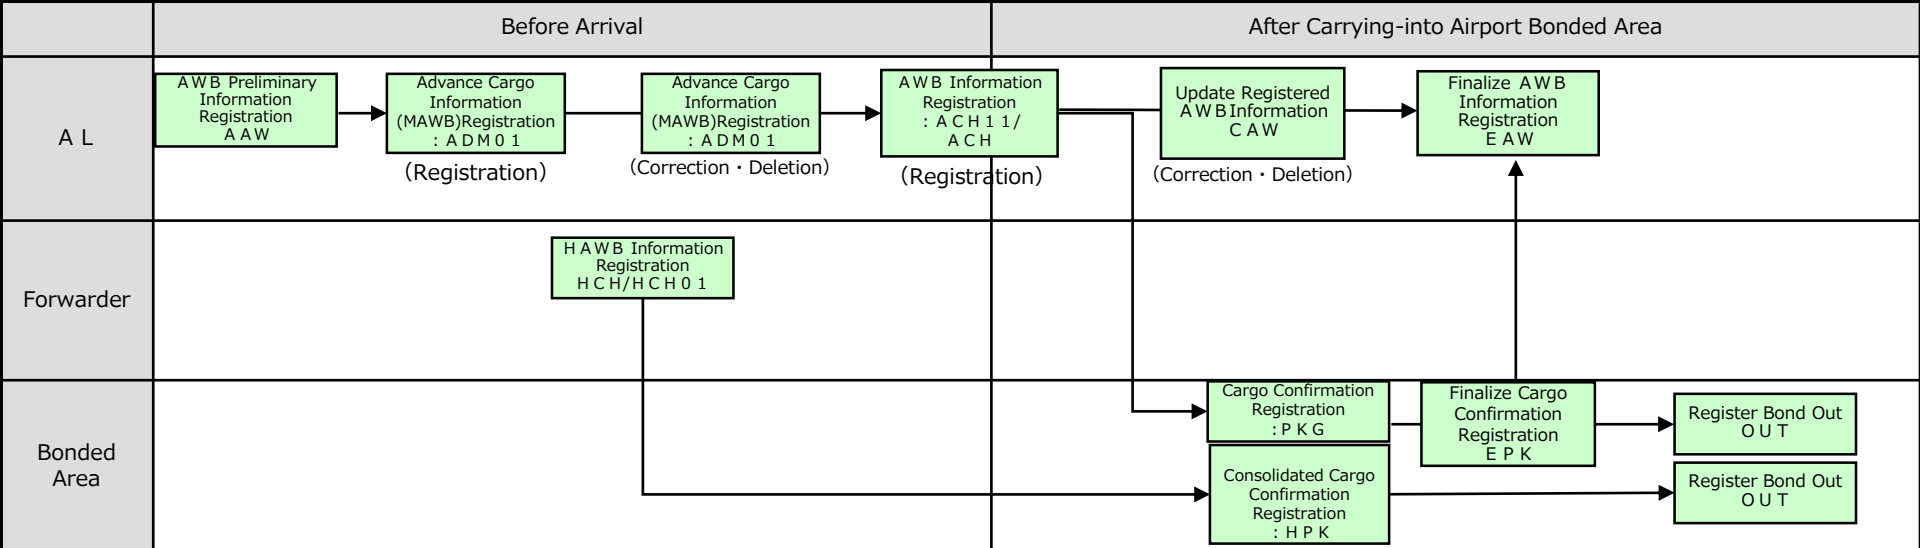 Before Arrival
After Carrying-into Airport Bonded Area
A L
AWB Preliminary
Information
Registration
AAW
Advance Cargo
Information
(MAWB)Registration
: ADM01
(Registration)
Advance Cargo
Information
(MAWB)Registration
: ADM01
(Correction・Deletion)
AWB Information
Registration
: ACH11/
ACH
(Registration)
Update Registered
AWBInformation
CAW
(Correction・Deletion)
Finalize AWB
Information
Registration
EAW
Forwarder
HAWB Information
Registration
HCH/HCH01
Bonded
Area
Cargo Confirmation
Registration
:PKG
Finalize Cargo
Confirmation
Registration
EPK
Register Bond Out
OUT
Consolidated Cargo
Confirmation
Registration
: HPK
Register Bond Out
OUT